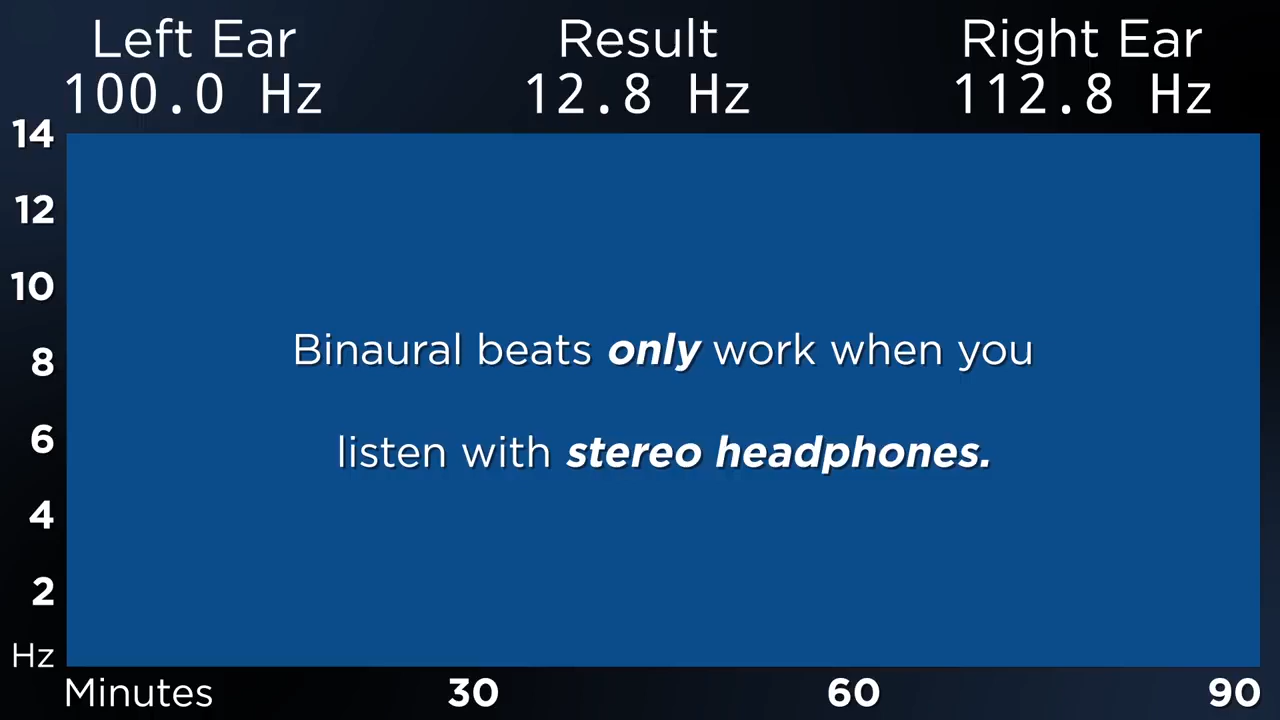 Left Ear Result Right Ear
100.0 Hz 12.8 Hz 112.8 Hz
14
12
10
8
6
4
2
Hz
Binaural beats only work when you
listen with stereo headphones.
Minutes 30 60 90